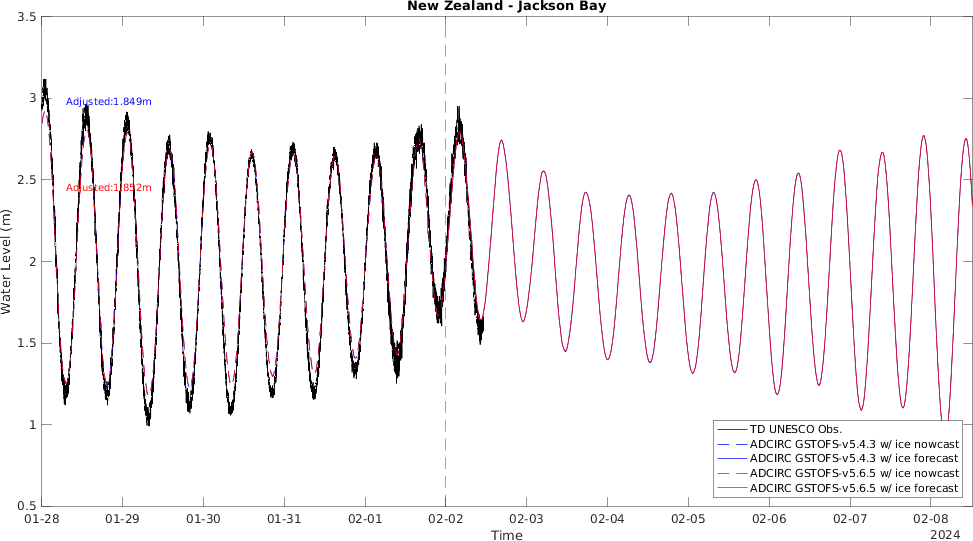 New Zealand - Jackson Bay
3.5
3
2.5
2
1.5
1
0.5
Water Level (m)
Adjusted:1.849m
Adjusted:1.852m
TD UNESCO Obs.
ADCIRC GSTOFS-v5.4.3 w/ ice nowcast
ADCIRC GSTOFS-v5.4.3 w/ ice forecast
ADCIRC GSTOFS-v5.6.5 w/ ice nowcast
ADCIRC GSTOFS-v5.6.5 w/ ice forecast
01-28 01-29 01-30 01-31 02-01 02-02 02-03 02-04 02-05 02-06 02-07 02-08
Time
2024